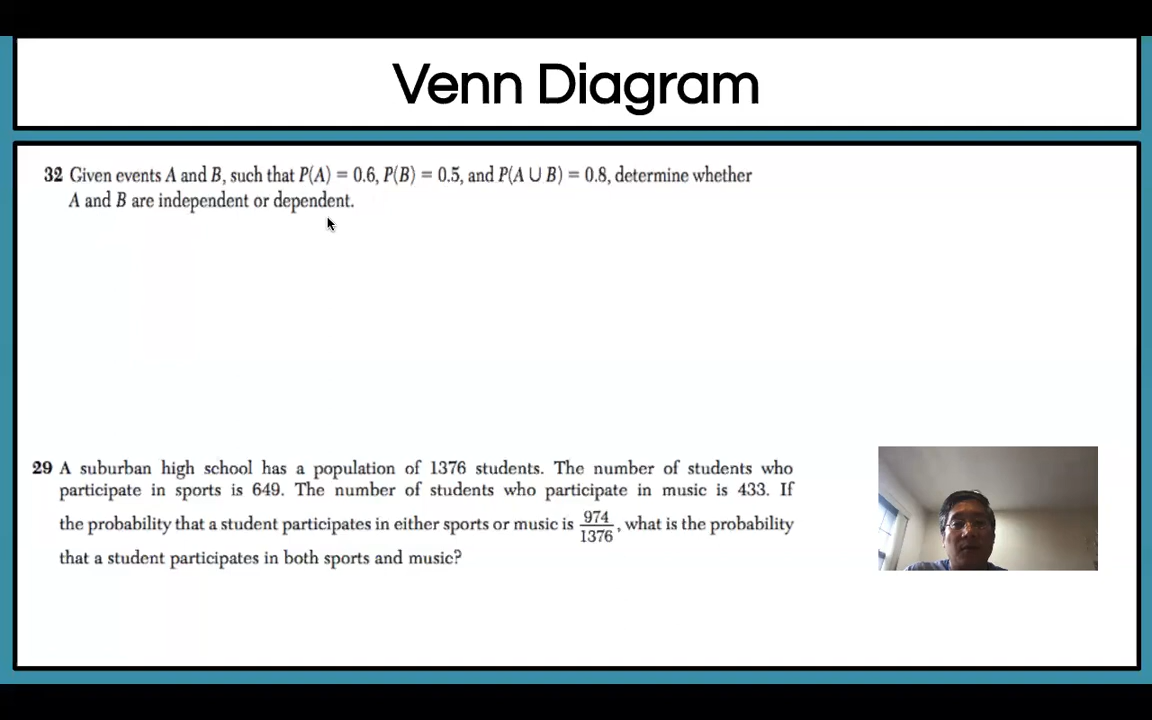 Venn Diagram
32 Given events A and B, such that P(A) = 0.6, P(B) = 0.5, and P(A ∪ B) = 0.8, determine whether
A and B are independent or dependent.
29 A suburban high school has a population of 1376 students. The number of students who
participate in sports is 649. The number of students who participate in music is 433. If
the probability that a student participates in either sports or music is 974/1376, what is the probability
that a student participates in both sports and music?